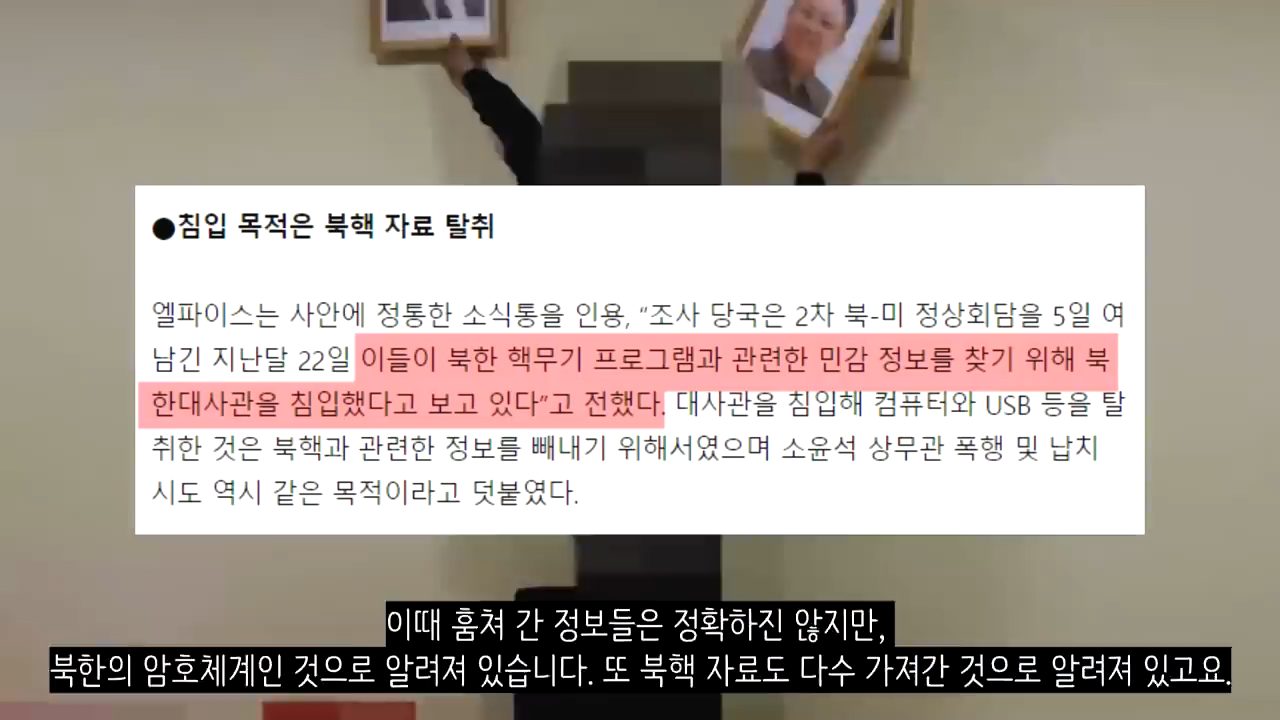 ●침입 목적은 북핵 자료 탈취
엘파이스는 사안에 정통한 소식통을 인용, “조사 당국은 2차 북-미 정상회담을 5일 여
남긴 지난달 22일 이들이 북한 핵무기 프로그램과 관련한 민감 정보를 찾기 위해 북
한대사관을 침입했다고 보고 있다”고 전했다. 대사관을 침입해 컴퓨터와 USB 등을 탈
취한 것은 북핵과 관련한 정보를 빼내기 위해서였으며 소윤석 상무관 폭행 및 납치
시도 역시 같은 목적이라고 덧붙였다.
이때 훔쳐 간 정보들은 정확하진 않지만,
북한의 암호체계인 것으로 알려져 있습니다. 또 북핵 자료도 다수 가져간 것으로 알려져 있고요.